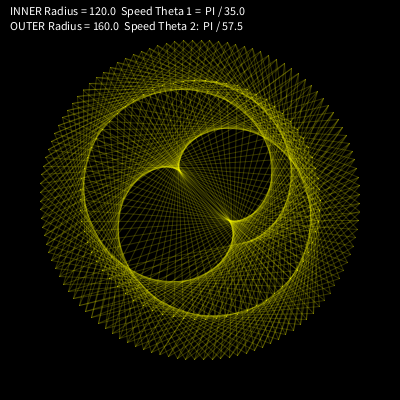 INNER Radius = 120.0 Speed Theta 1 = PI / 35.0
OUTER Radius = 160.0 Speed Theta 2: PI / 57.5